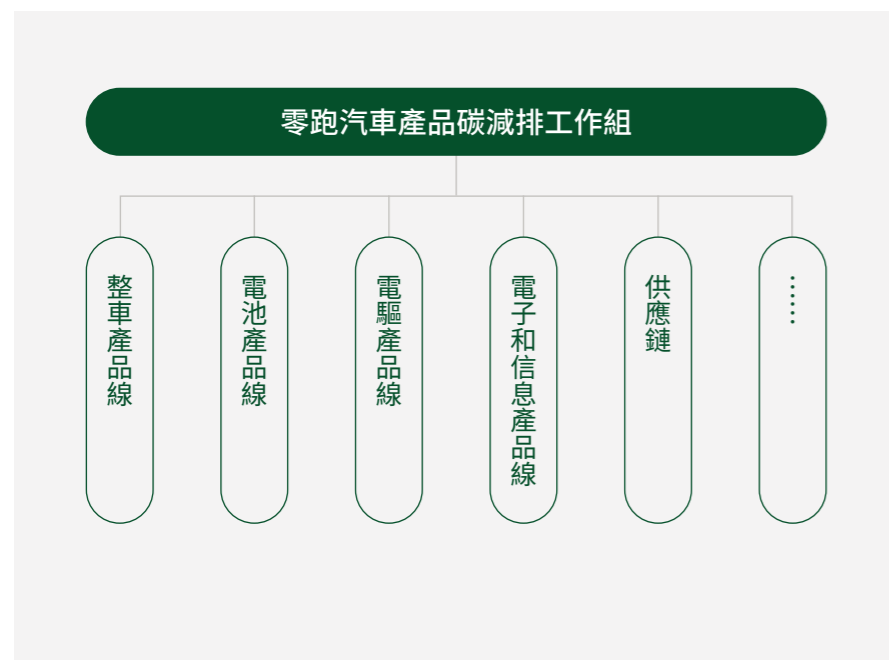 零跑汽車產品碳減排工作組
整車產品線
電池產品線
電驅產品線
電子和信息產品線
供應鏈
……